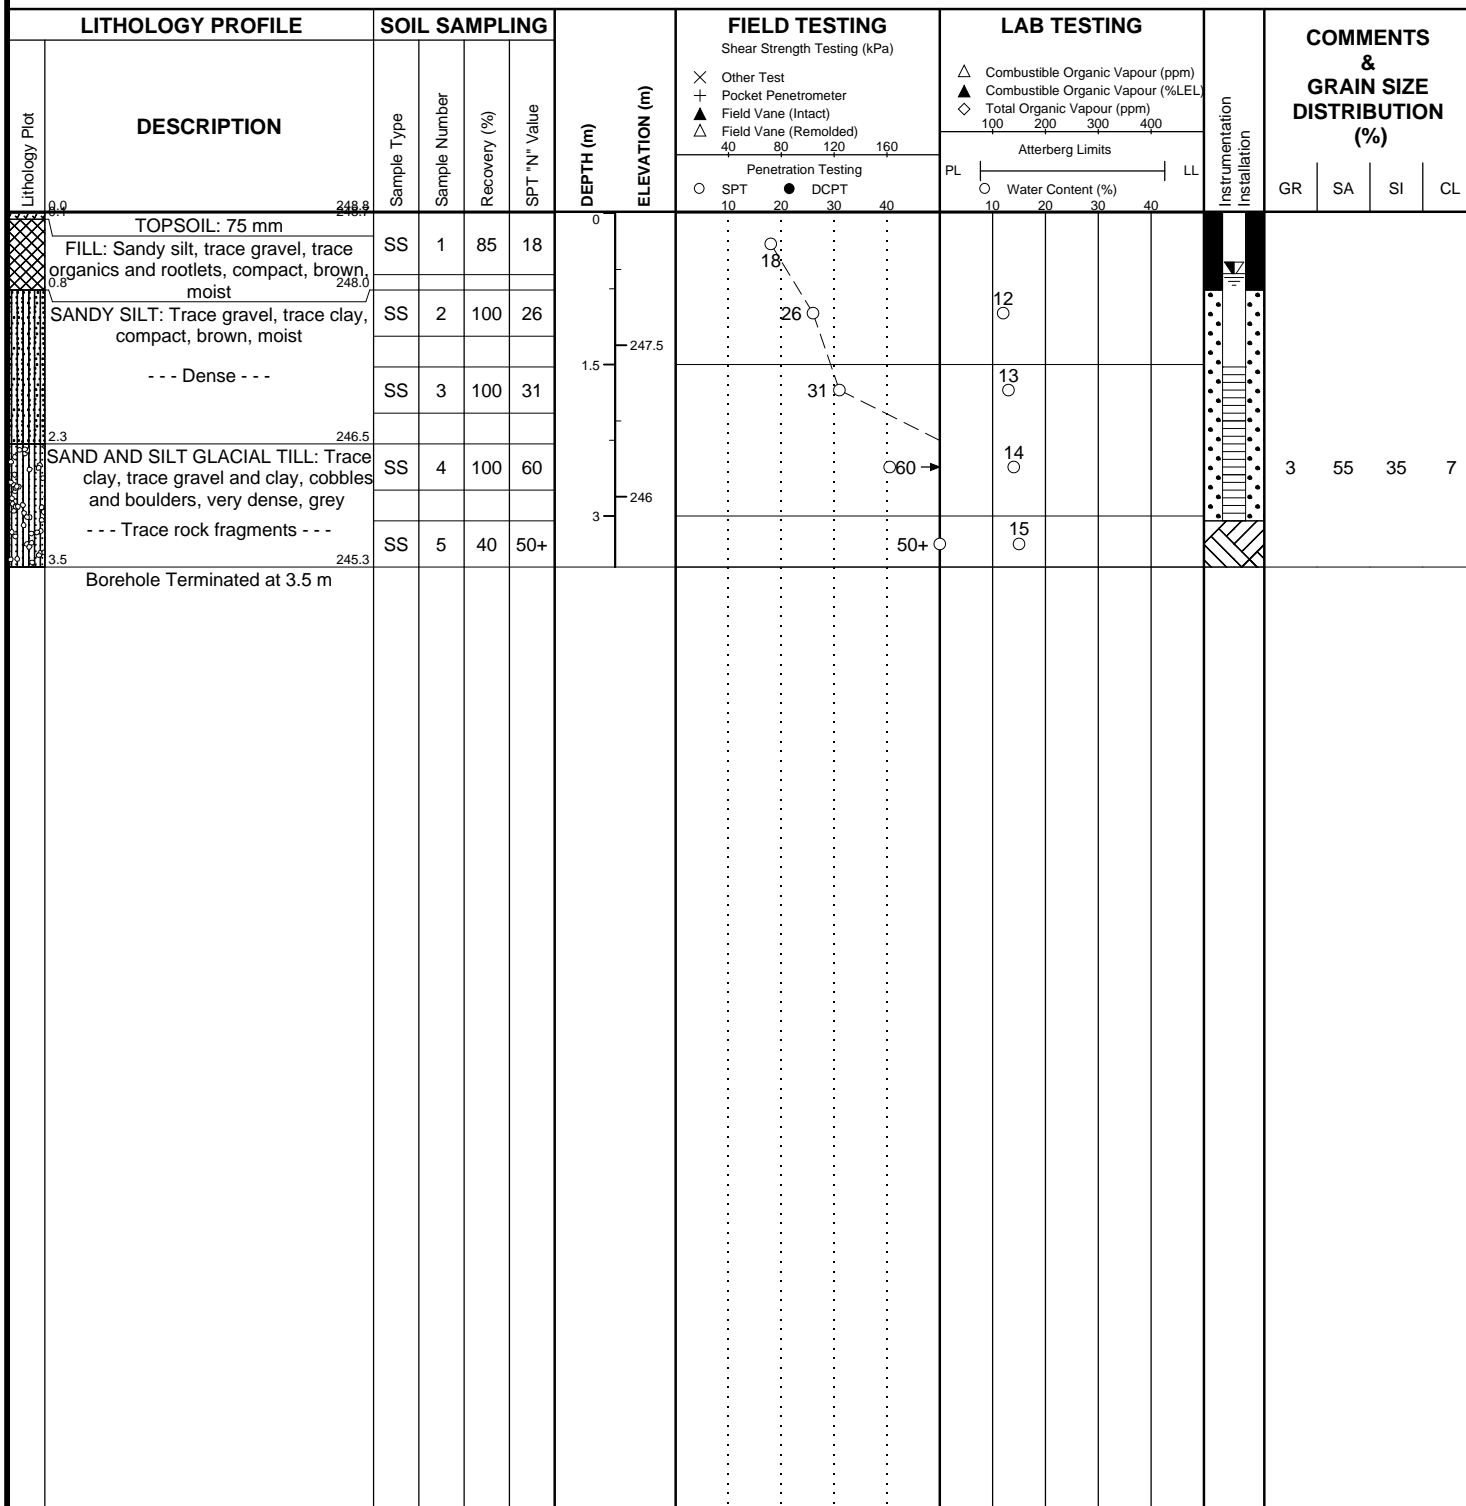 LITHOLOGY PROFILE
SOIL SAMPLING
FIELD TESTING
LAB TESTING
COMMENTS
&
GRAIN SIZE
DISTRIBUTION
(%)
Shear Strength Testing (kPa)
Other Test
Pocket Penetrometer
Field Vane (Intact)
Field Vane (Remolded)
40 80 120 160
Penetration Testing
SPT DCPT
10 20 30 40
Combustible Organic Vapour (ppm)
Combustible Organic Vapour (%LEL)
Total Organic Vapour (ppm)
100 200 300 400
Atterberg Limits
PL LL
Water Content (%)
10 20 30 40
Lithology Plot
DESCRIPTION
Sample Type
Sample Number
Recovery (%)
SPT "N" Value
DEPTH (m)
ELEVATION (m)
Instrumentation
Installation
GR SA SI CL
0.0 248.8
0.1 248.7
TOPSOIL: 75 mm
FILL: Sandy silt, trace gravel, trace
organics and rootlets, compact, brown,
moist
0.8 248.0
SS 1 85 18
0
18
SANDY SILT: Trace gravel, trace clay,
compact, brown, moist
SS 2 100 26
26
12
247.5
1.5
- - - Dense - - -
SS 3 100 31
31
13
2.3 246.5
SAND AND SILT GLACIAL TILL: Trace
clay, trace gravel and clay, cobbles
and boulders, very dense, grey
SS 4 100 60
60
14
3 55 35 7
246
3
- - - Trace rock fragments - - -
SS 5 40 50+
50+
15
3.5 245.3
Borehole Terminated at 3.5 m